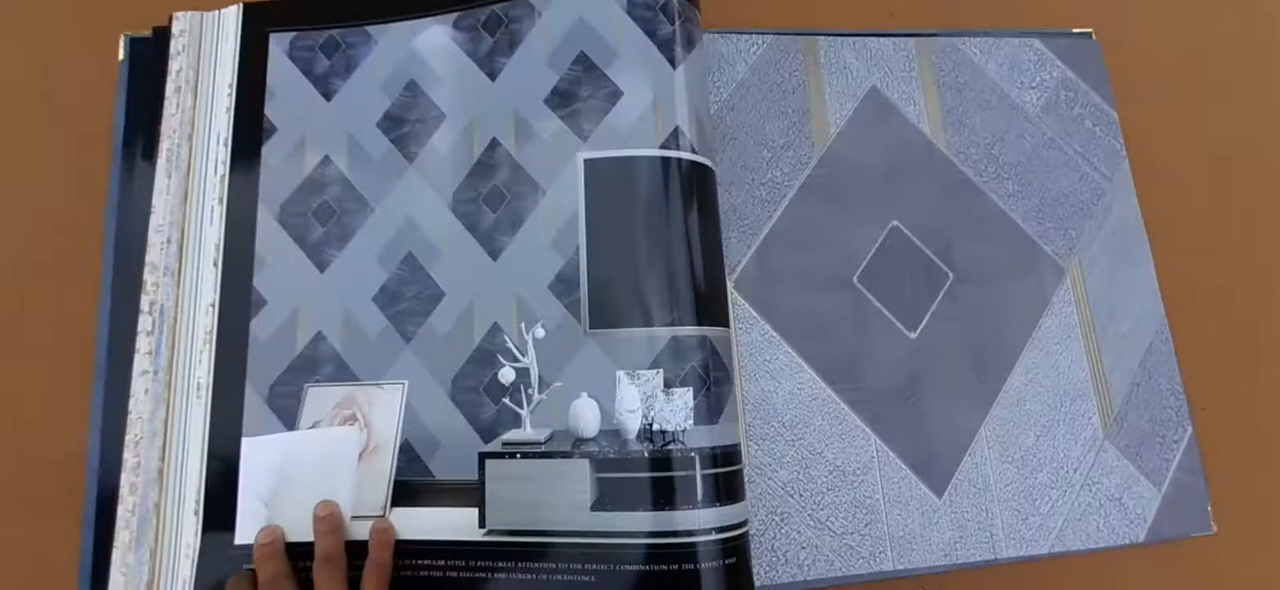 POPULAR STYLE. IT PAYS GREAT ATTENTION TO THE PERFECT COMBINATION OF THE LAYOUT AND
YOU CAN FEEL THE ELEGANCE AND LUXURY OF COEXISTENCE.